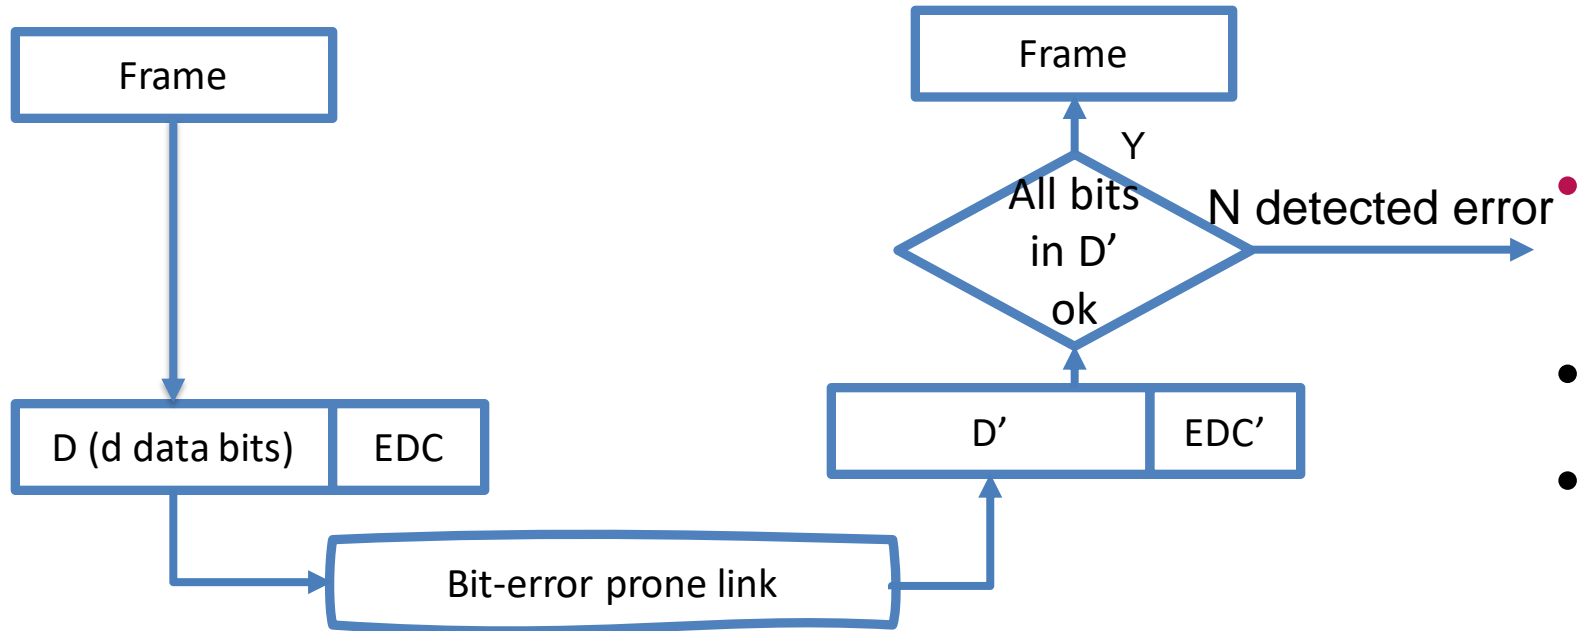 Frame
D (d data bits)
EDC
Bit-error prone link
D’
EDC’
All bits
in D’
ok
Y
N detected error
Frame